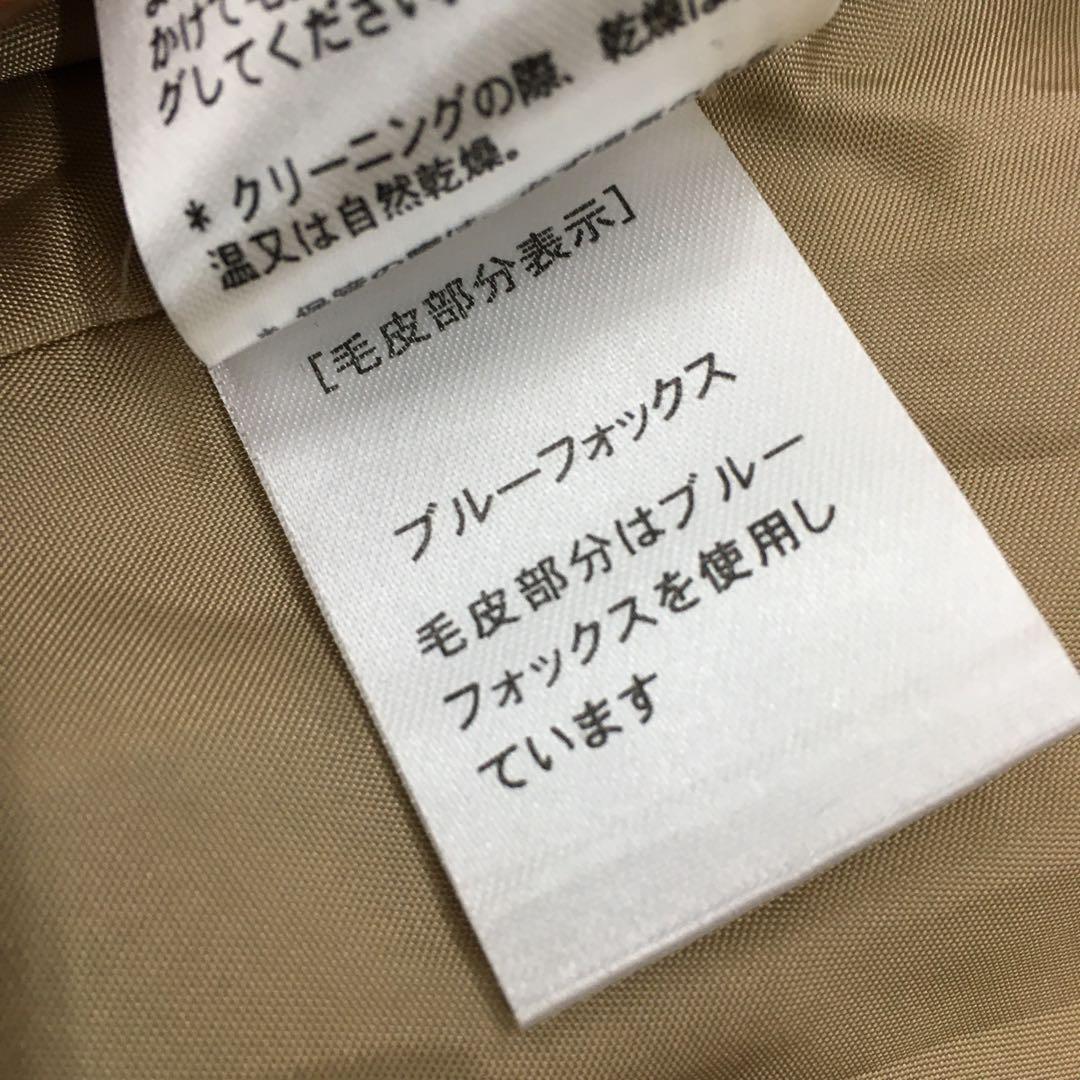 かけて毛
グしてください。
* クリーニングの際、乾燥は
温又は自然乾燥。
[毛皮部分表示]
ブルーフォックス
毛皮部分はブルー
フォックスを使用し
ています